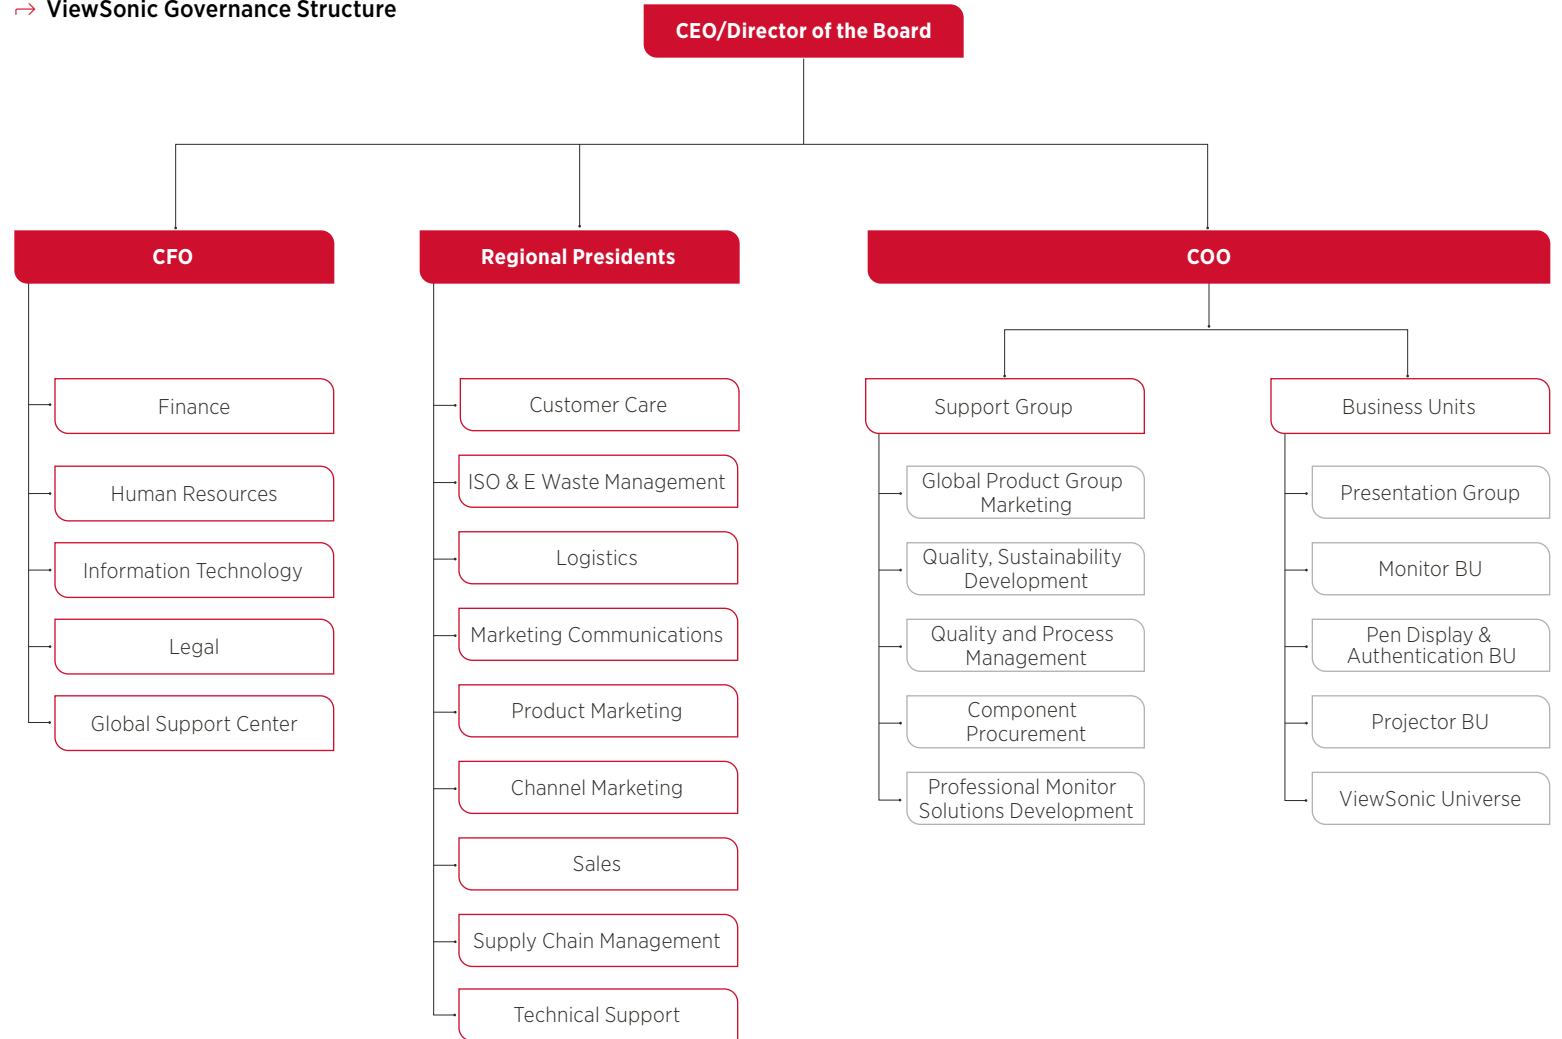 ViewSonic Governance Structure
CEO/Director of the Board
CFO
Finance
Human Resources
Information Technology
Legal
Global Support Center
Regional Presidents
Customer Care
ISO & E Waste Management
Logistics
Marketing Communications
Product Marketing
Channel Marketing
Sales
Supply Chain Management
Technical Support
COO
Support Group
Global Product Group
Marketing
Quality, Sustainability
Development
Quality and Process
Management
Component
Procurement
Professional Monitor
Solutions Development
Business Units
Presentation Group
Monitor BU
Pen Display &
Authentication BU
Projector BU
ViewSonic Universe